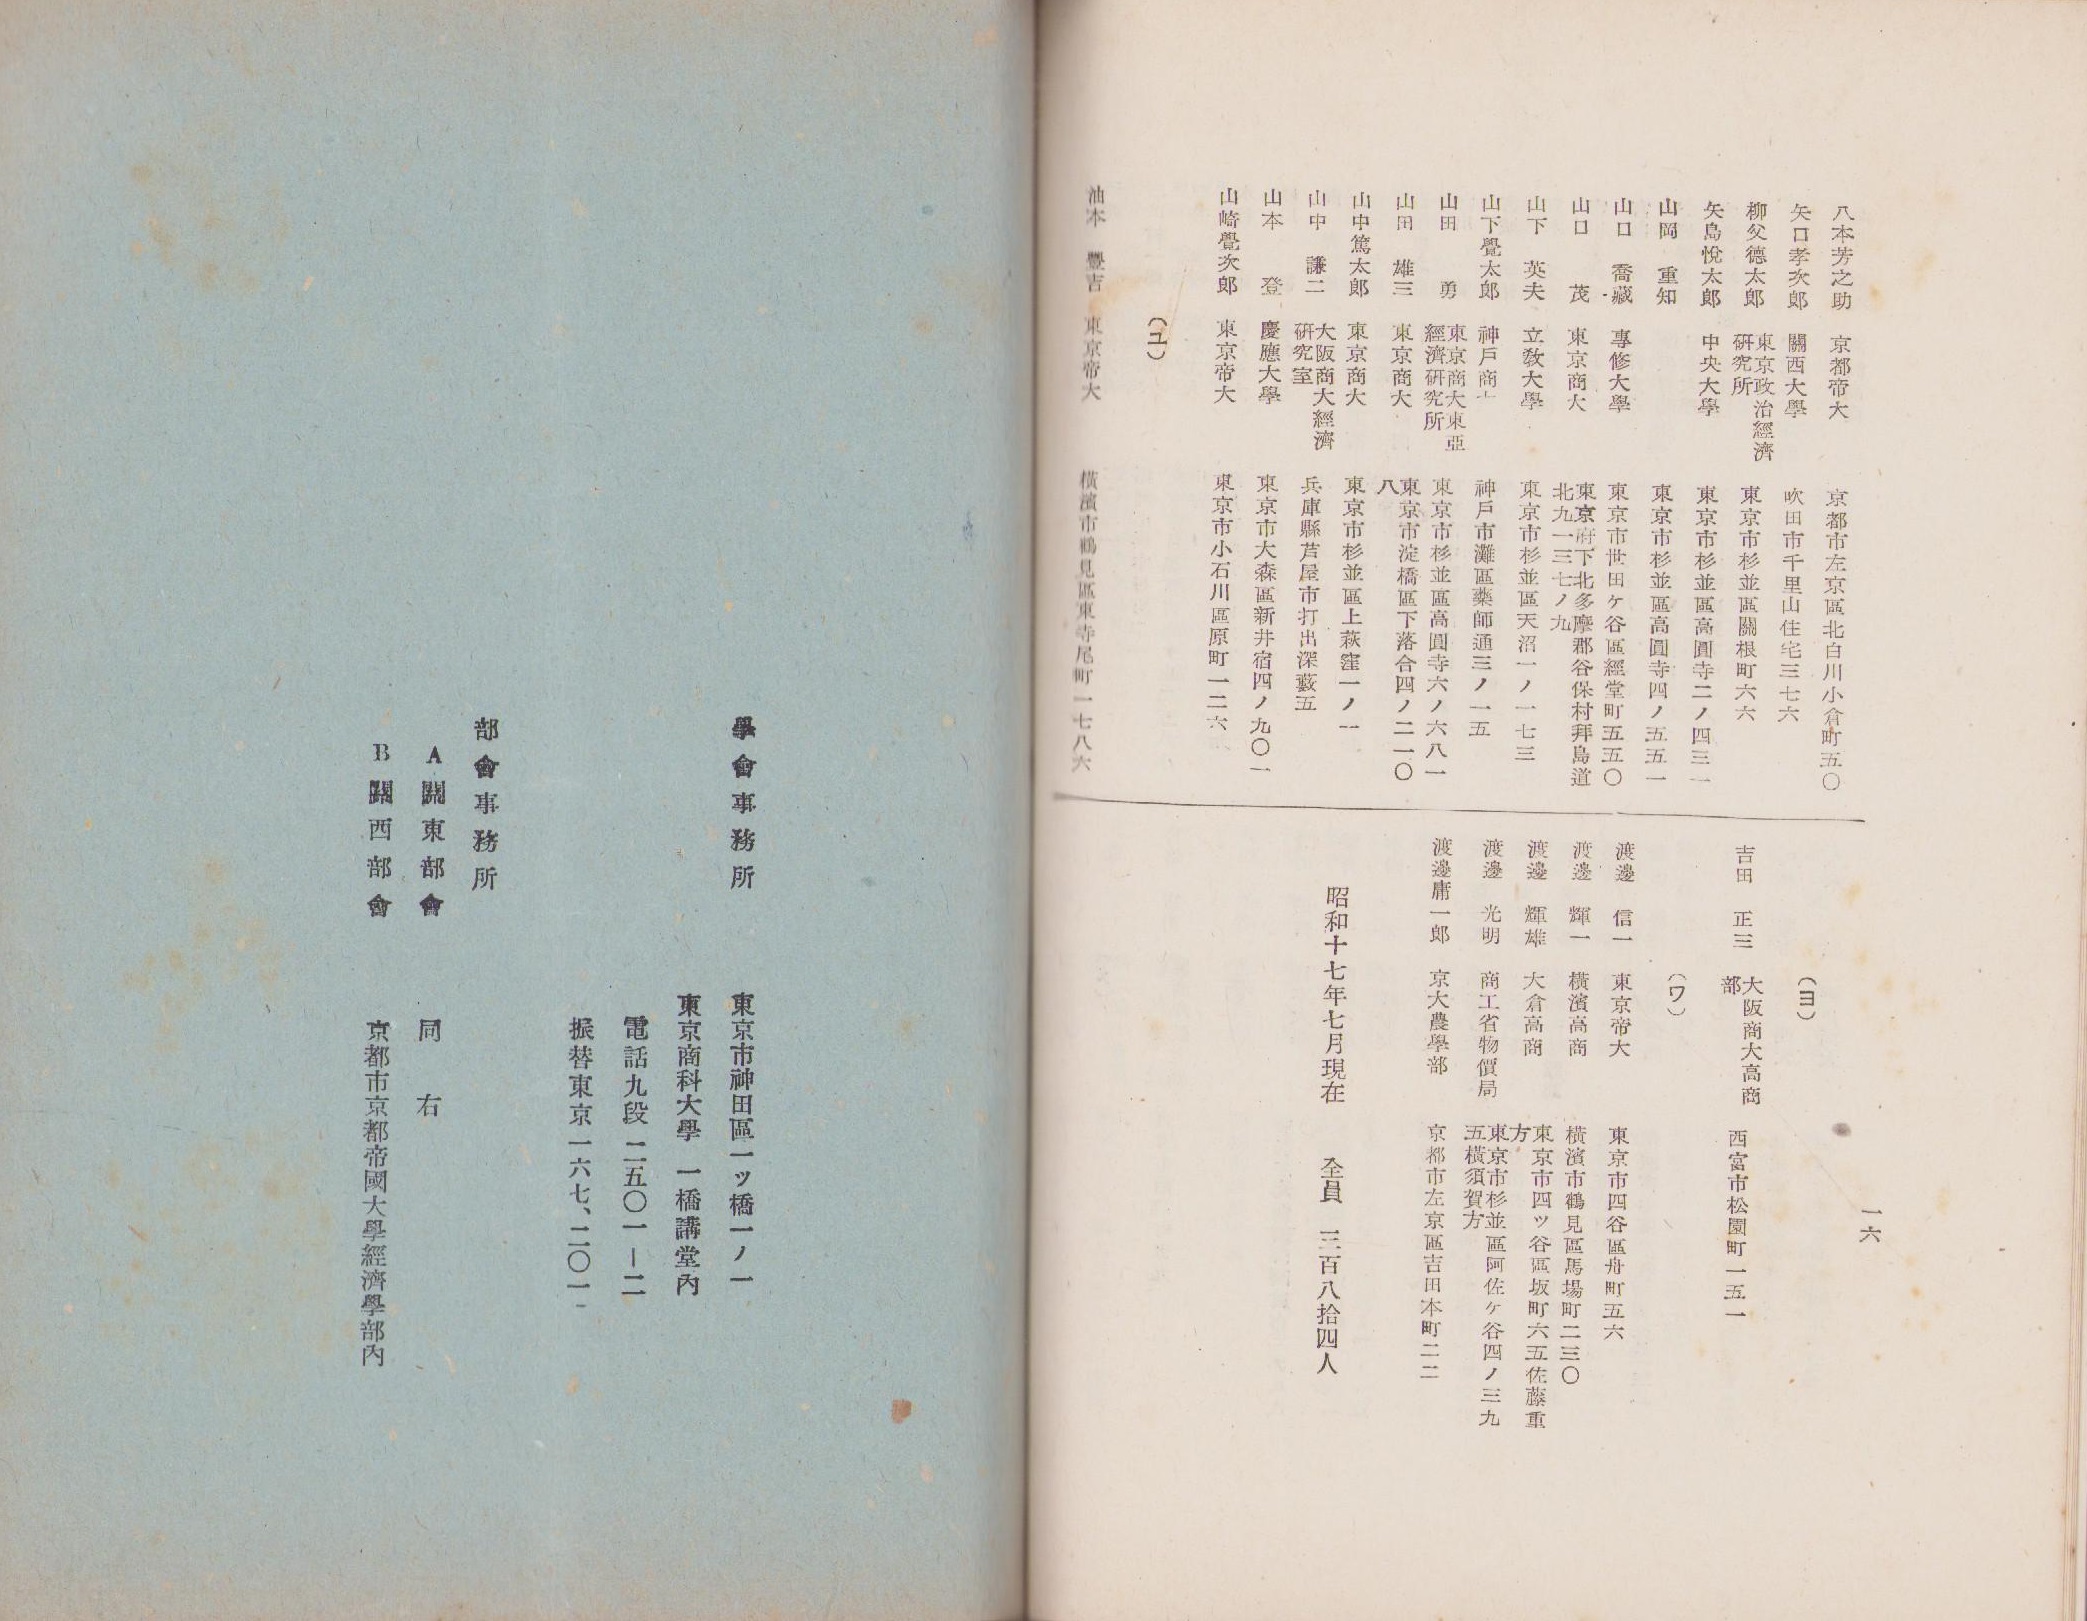 一六
八本芳之助 京都帝大 京都市左京區北白川小倉町五〇
矢口孝次郎 關西大學 吹田市千里山住宅三七六
柳父德太郎 東京政治經濟硏究所 東京市杉並區關根町六六
矢島悅太郎 中央大學 東京市杉並區高圓寺二ノ四三一
山岡 重知 東京市杉並區高圓寺四ノ五五一
山口 喬藏 專修大學 東京市世田ケ谷區經堂町五五〇
山口 茂 東京商大 東京府下北多摩郡谷保村拜島道北九一三七ノ九
山下 英夫 立敎大學 東京市杉並區天沼一ノ一七三
山下覺太郎 神戶商 神戶市灘區藥師通三ノ一五
山田 勇 東京商大東亞經濟硏究所 東京市杉並區高圓寺六ノ六八一
山田 雄三 東京商大 東京市淀橋區下落合四ノ二一〇八
山中篤太郎 東京商大 東京市杉並區上萩窪一ノ一
山中 謙二 大阪商大經濟硏究室 兵庫縣芦屋市打出深藪五
山本 登 慶應大學 東京市大森區新井宿四ノ九〇一
山崎覺次郎 東京帝大 東京市小石川區原町一二六
(ユ)
油本 豐吉 東京帝大 橫濱市鶴見區東寺尾町一七八六
(ヨ)
吉田 正三 大阪商大高商部 西宮市松園町一五一
(ワ)
渡邊 信一 東京帝大 東京市四谷區舟町五六
渡邊 輝一 橫濱高商 橫濱市鶴見區馬場町二三〇
渡邊 輝雄 大倉高商 東京市四ッ谷區坂町六五佐藤重方
渡邊 光明 商工省物價局 東京市杉並區阿佐ケ谷四ノ三九五橫須賀方
渡邊庸一郎 京大農學部 京都市左京區吉田本町二二
昭和十七年七月現在 全員 三百八拾四人
學會事務所 東京市神田區一ッ橋一ノ一
東京商科大學 一橋講堂內
電話九段 二五〇一—二
振替東京一六七、二〇一
部會事務所
A 關東部會 同 右
B 關西部會 京都市京都帝國大學經濟學部內